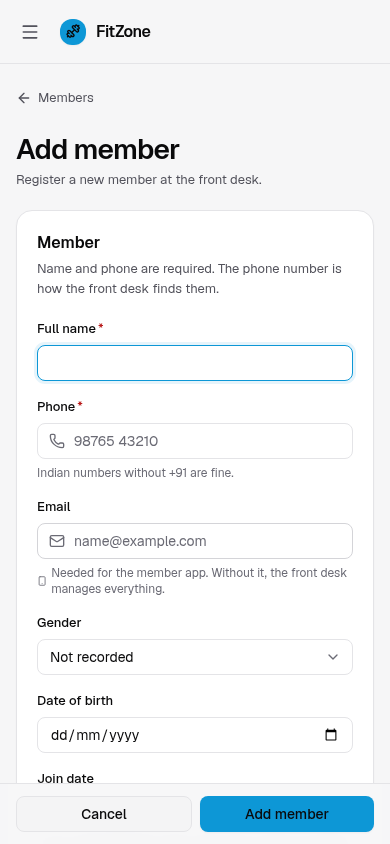 FitZone
Members
Add member
Register a new member at the front desk.
Member
Name and phone are required. The phone number is
how the front desk finds them.
Full name *
Phone *
98765 43210
Indian numbers without +91 are fine.
Email
name@example.com
Needed for the member app. Without it, the front desk
manages everything.
Gender
Not recorded
Date of birth
dd/mm/yyyy
Join date
Cancel
Add member